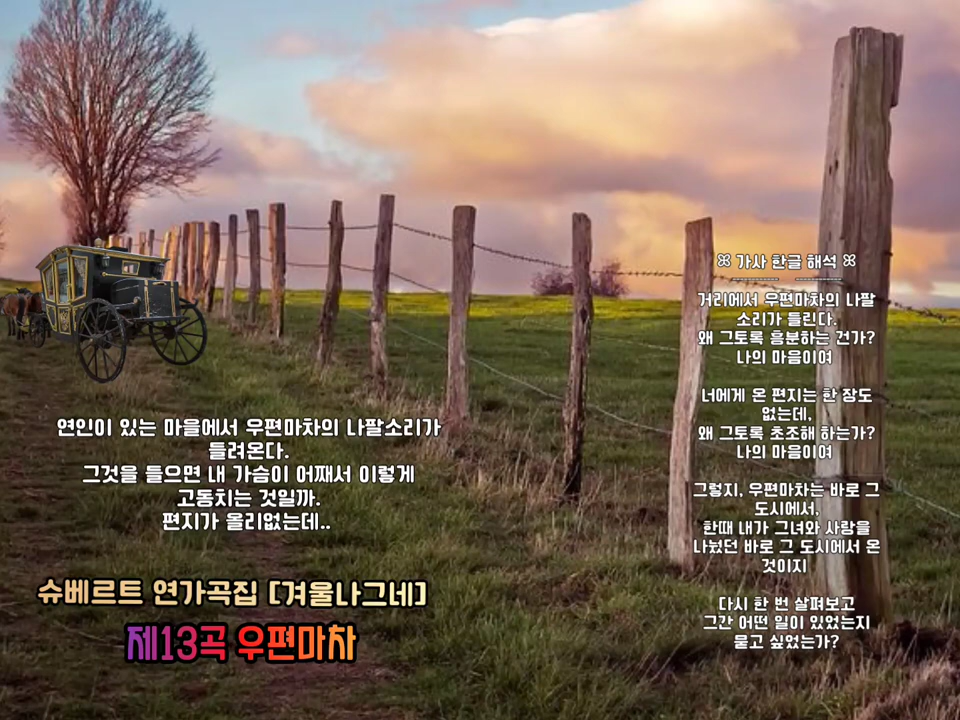 연인이 있는 마을에서 우편마차의 나팔소리가
들려온다.
그것을 들으면 내 가슴이 어째서 이렇게
고동치는 것일까.
편지가 올리없는데..
슈베르트 연가곡집 [겨울나그네]
제13곡 우편마차
ꕤ 가사 한글 해석 ꕤ
거리에서 우편마차의 나팔
소리가 들린다.
왜 그토록 흥분하는 건가?
나의 마음이여
너에게 온 편지는 한 장도
없는데,
왜 그토록 초조해 하는가?
나의 마음이여
그렇지, 우편마차는 바로 그
도시에서,
한때 내가 그녀와 사랑을
나눴던 바로 그 도시에서 온
것이지
다시 한 번 살펴보고
그간 어떤 일이 있었는지
묻고 싶었는가?